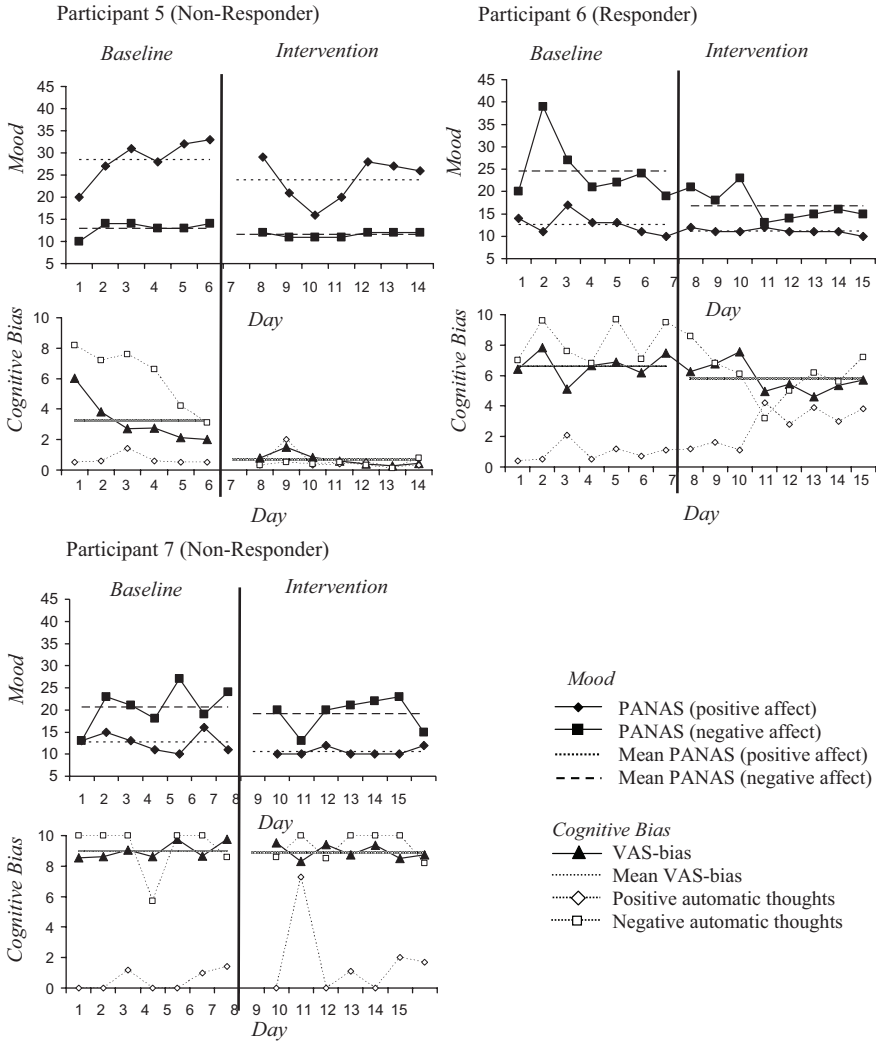 Participant 5 (Non-Responder)
Baseline
Intervention
Mood
45
40
35
30
25
20
15
10
5
1 2 3 4 5 6 7 8 9 10 11 12 13 14
Day
Cognitive Bias
10
8
6
4
2
0
1 2 3 4 5 6 7 8 9 10 11 12 13 14
Day
Participant 6 (Responder)
Baseline
Intervention
Mood
45
40
35
30
25
20
15
10
5
1 2 3 4 5 6 7 8 9 10 11 12 13 14 15
Day
Cognitive Bias
10
8
6
4
2
0
1 2 3 4 5 6 7 8 9 10 11 12 13 14 15
Day
Participant 7 (Non-Responder)
Baseline
Intervention
Mood
45
40
35
30
25
20
15
10
5
1 2 3 4 5 6 7 8 9 10 11 12 13 14 15
Day
Cognitive Bias
10
8
6
4
2
0
1 2 3 4 5 6 7 8 9 10 11 12 13 14 15
Day
Mood
PANAS (positive affect)
PANAS (negative affect)
Mean PANAS (positive affect)
Mean PANAS (negative affect)
Cognitive Bias
VAS-bias
Mean VAS-bias
Positive automatic thoughts
Negative automatic thoughts